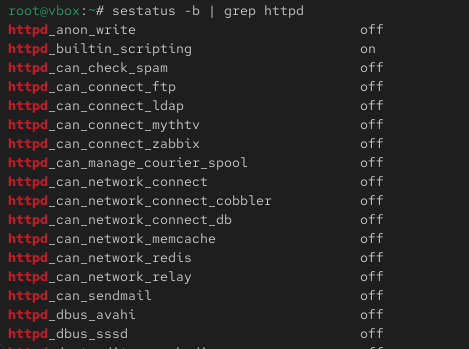 root@vbox:~# sestatus -b | grep httpd
httpd_anon_write off
httpd_builtin_scripting on
httpd_can_check_spam off
httpd_can_connect_ftp off
httpd_can_connect_ldap off
httpd_can_connect_mythtv off
httpd_can_connect_zabbix off
httpd_can_manage_courier_spool off
httpd_can_network_connect off
httpd_can_network_connect_cobbler off
httpd_can_network_connect_db off
httpd_can_network_memcache off
httpd_can_network_redis off
httpd_can_network_relay off
httpd_can_sendmail off
httpd_dbus_avahi off
httpd_dbus_sssd off